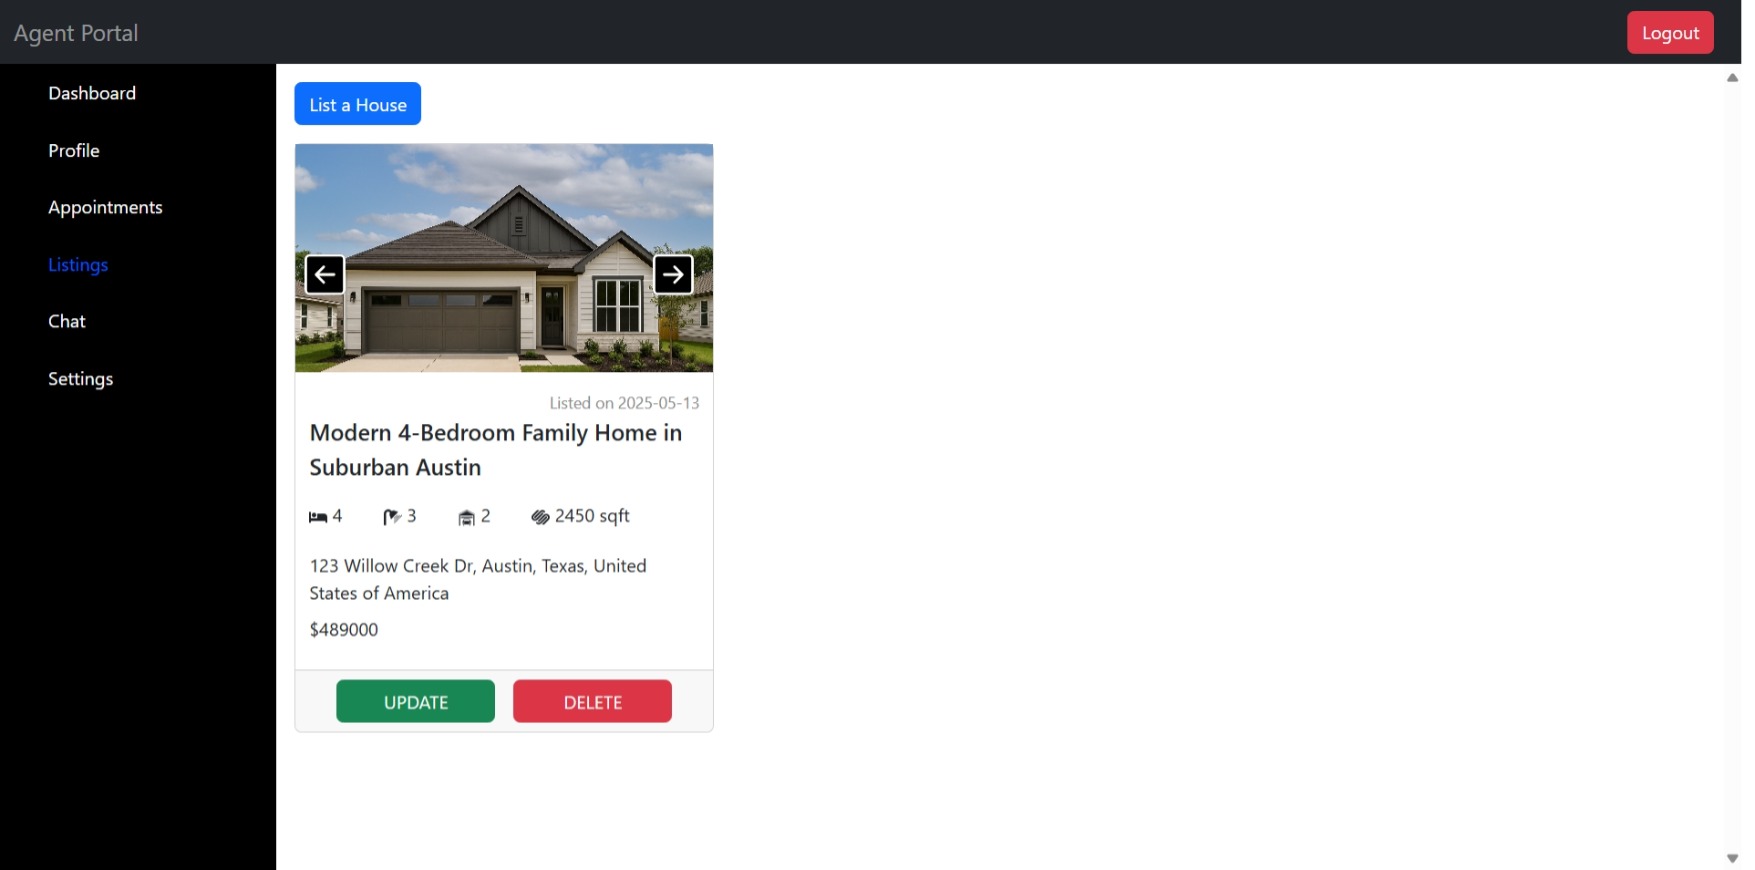 Agent Portal
Logout
Dashboard
Profile
Appointments
Listings
Chat
Settings
List a House
Listed on 2025-05-13
Modern 4-Bedroom Family Home in
Suburban Austin
4 3 2 2450 sqft
123 Willow Creek Dr, Austin, Texas, United
States of America
$489000
UPDATE DELETE